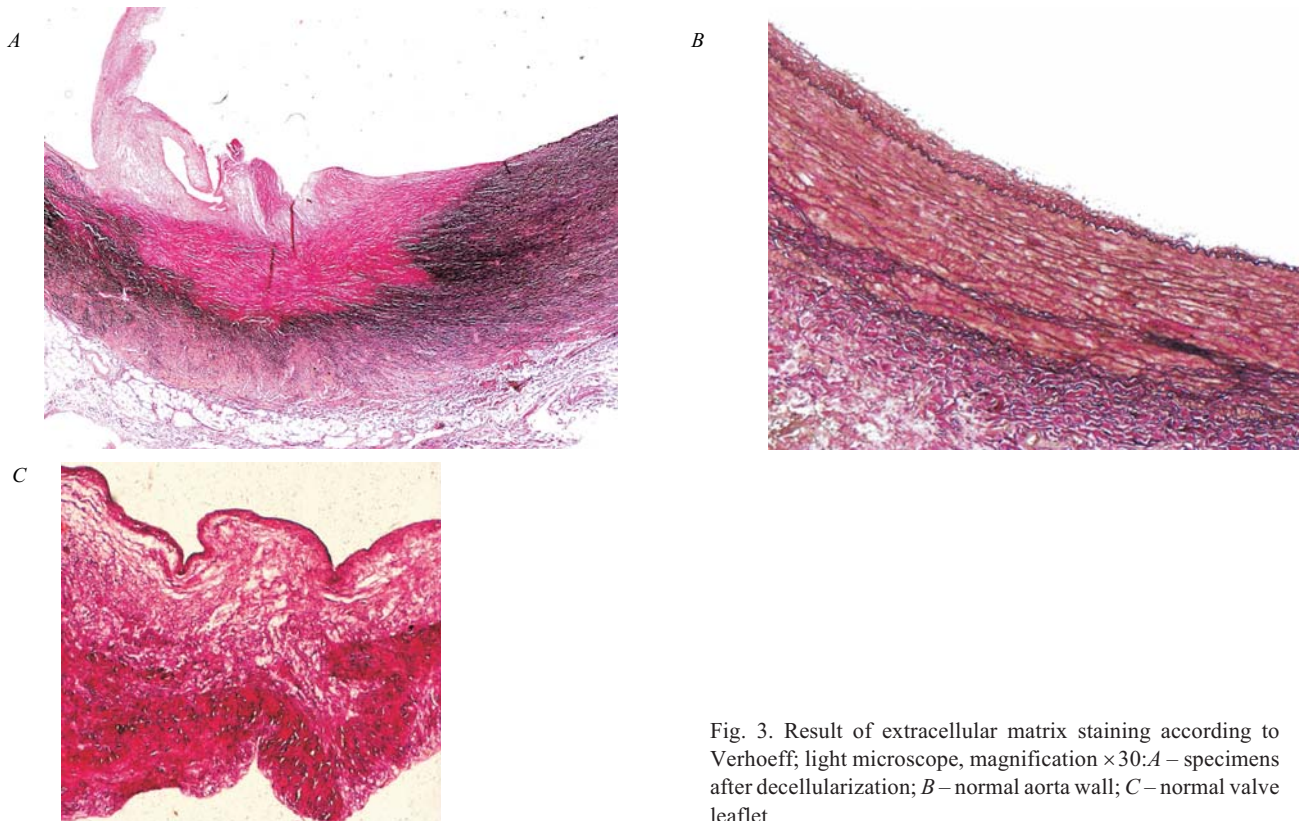 A
B
C
Fig. 3. Result of extracellular matrix staining according to
Verhoeff; light microscope, magnification ×30:A – specimens
after decellularization; B – normal aorta wall; C – normal valve
leaflet